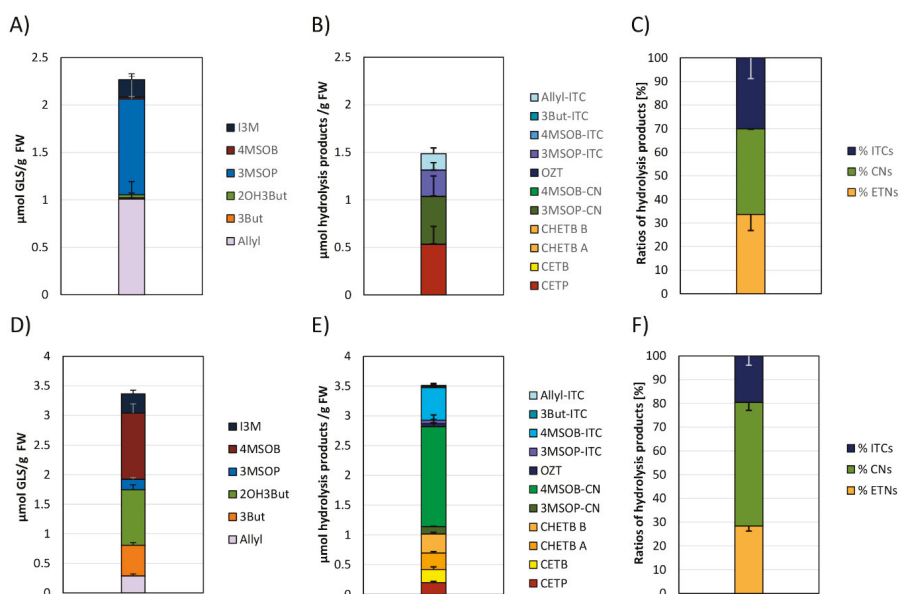 A)
µmol GLS/g FW
2.5
2
1.5
1
0.5
0
I3M
4MSOB
3MSOP
2OH3But
3But
Allyl
B)
µmol hydrolysis products /g FW
2.5
2
1.5
1
0.5
0
Allyl-ITC
3But-ITC
4MSOB-ITC
3MSOP-ITC
OZT
4MSOB-CN
3MSOP-CN
CHETB B
CHETB A
CETB
CETP
C)
Ratios of hydrolysis products [%]
100
90
80
70
60
50
40
30
20
10
0
% ITCs
% CNs
% ETNs
D)
µmol GLS/g FW
4
3.5
3
2.5
2
1.5
1
0.5
0
I3M
4MSOB
3MSOP
2OH3But
3But
Allyl
E)
µmol hydrolysis products /g FW
4
3.5
3
2.5
2
1.5
1
0.5
0
Allyl-ITC
3But-ITC
4MSOB-ITC
3MSOP-ITC
OZT
4MSOB-CN
3MSOP-CN
CHETB B
CHETB A
CETB
CETP
F)
Ratios of hydrolysis products [%]
100
90
80
70
60
50
40
30
20
10
0
% ITCs
% CNs
% ETNs